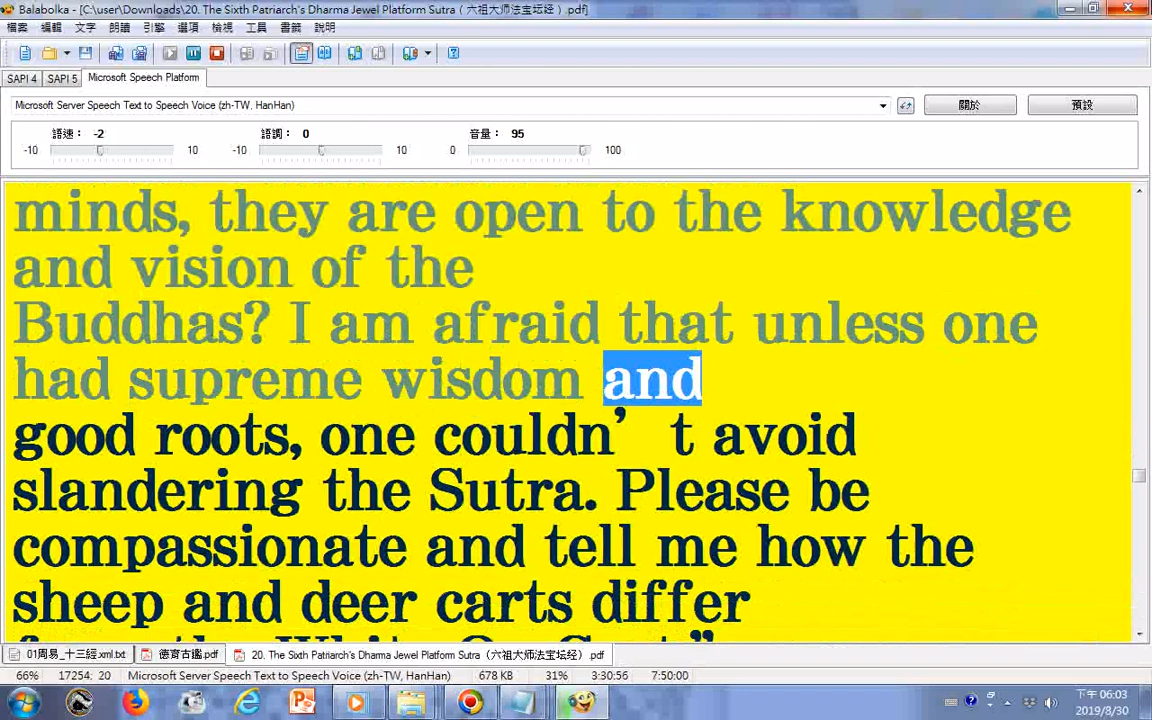 Balabolka - [C:\user\Downloads\20. The Sixth Patriarch's Dharma Jewel Platform Sutra（六祖大师法宝坛经）.pdf]
檔案 編輯 文字 朗讀 引擎 選項 檢視 工具 書籤 說明
SAPI 4 SAPI 5 Microsoft Speech Platform
Microsoft Server Speech Text to Speech Voice (zh-TW, HanHan) 關於 預設
語速： -2 語調： 0 音量： 95
-10 10 -10 10 0 100
minds, they are open to the knowledge
and vision of the
Buddhas? I am afraid that unless one
had supreme wisdom and
good roots, one couldn’t avoid
slandering the Sutra. Please be
compassionate and tell me how the
sheep and deer carts differ
from the White Ox Cart.”
01周易_十三經.xml.txt 德育古鑑.pdf 20. The Sixth Patriarch's Dharma Jewel Platform Sutra（六祖大师法宝坛经）.pdf
66% 17254: 20 Microsoft Server Speech Text to Speech Voice (zh-TW, HanHan) 678 KB 31% 3:30:56 7:50:00
下午 06:03
2019/8/30